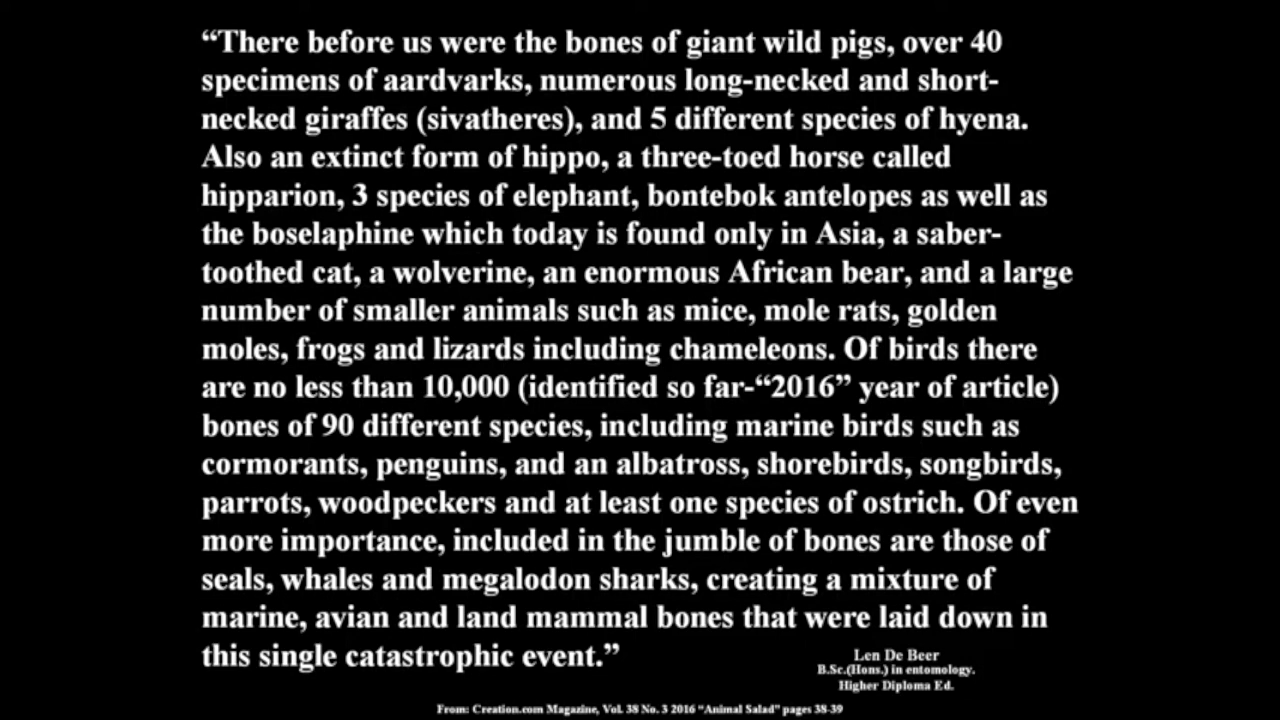 “There before us were the bones of giant wild pigs, over 40
specimens of aardvarks, numerous long-necked and short-
necked giraffes (sivatheres), and 5 different species of hyena.
Also an extinct form of hippo, a three-toed horse called
hipparion, 3 species of elephant, bontebok antelopes as well as
the boselaphine which today is found only in Asia, a saber-
toothed cat, a wolverine, an enormous African bear, and a large
number of smaller animals such as mice, mole rats, golden
moles, frogs and lizards including chameleons. Of birds there
are no less than 10,000 (identified so far-“2016” year of article)
bones of 90 different species, including marine birds such as
cormorants, penguins, and an albatross, shorebirds, songbirds,
parrots, woodpeckers and at least one species of ostrich. Of even
more importance, included in the jumble of bones are those of
seals, whales and megalodon sharks, creating a mixture of
marine, avian and land mammal bones that were laid down in
this single catastrophic event.”
Len De Beer
B.Sc.(Hons.) in entomology.
Higher Diploma Ed.
From: Creation.com Magazine, Vol. 38 No. 3 2016 “Animal Salad” pages 38-39